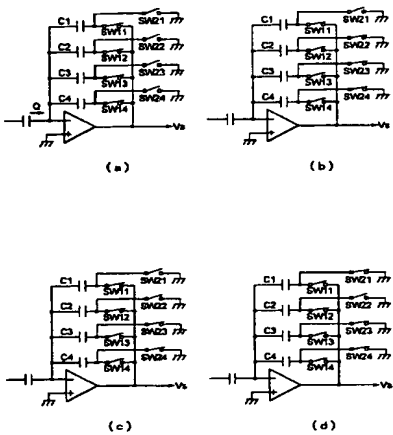 C1 SW11 SW21
C2 SW12 SW22
C3 SW13 SW23
C4 SW14 SW24
Q
Vs
(a)
C1 SW11 SW21
C2 SW12 SW22
C3 SW13 SW23
C4 SW14 SW24
Vs
(b)
C1 SW11 SW21
C2 SW12 SW22
C3 SW13 SW23
C4 SW14 SW24
Vs
(c)
C1 SW11 SW21
C2 SW12 SW22
C3 SW13 SW23
C4 SW14 SW24
Vs
(d)